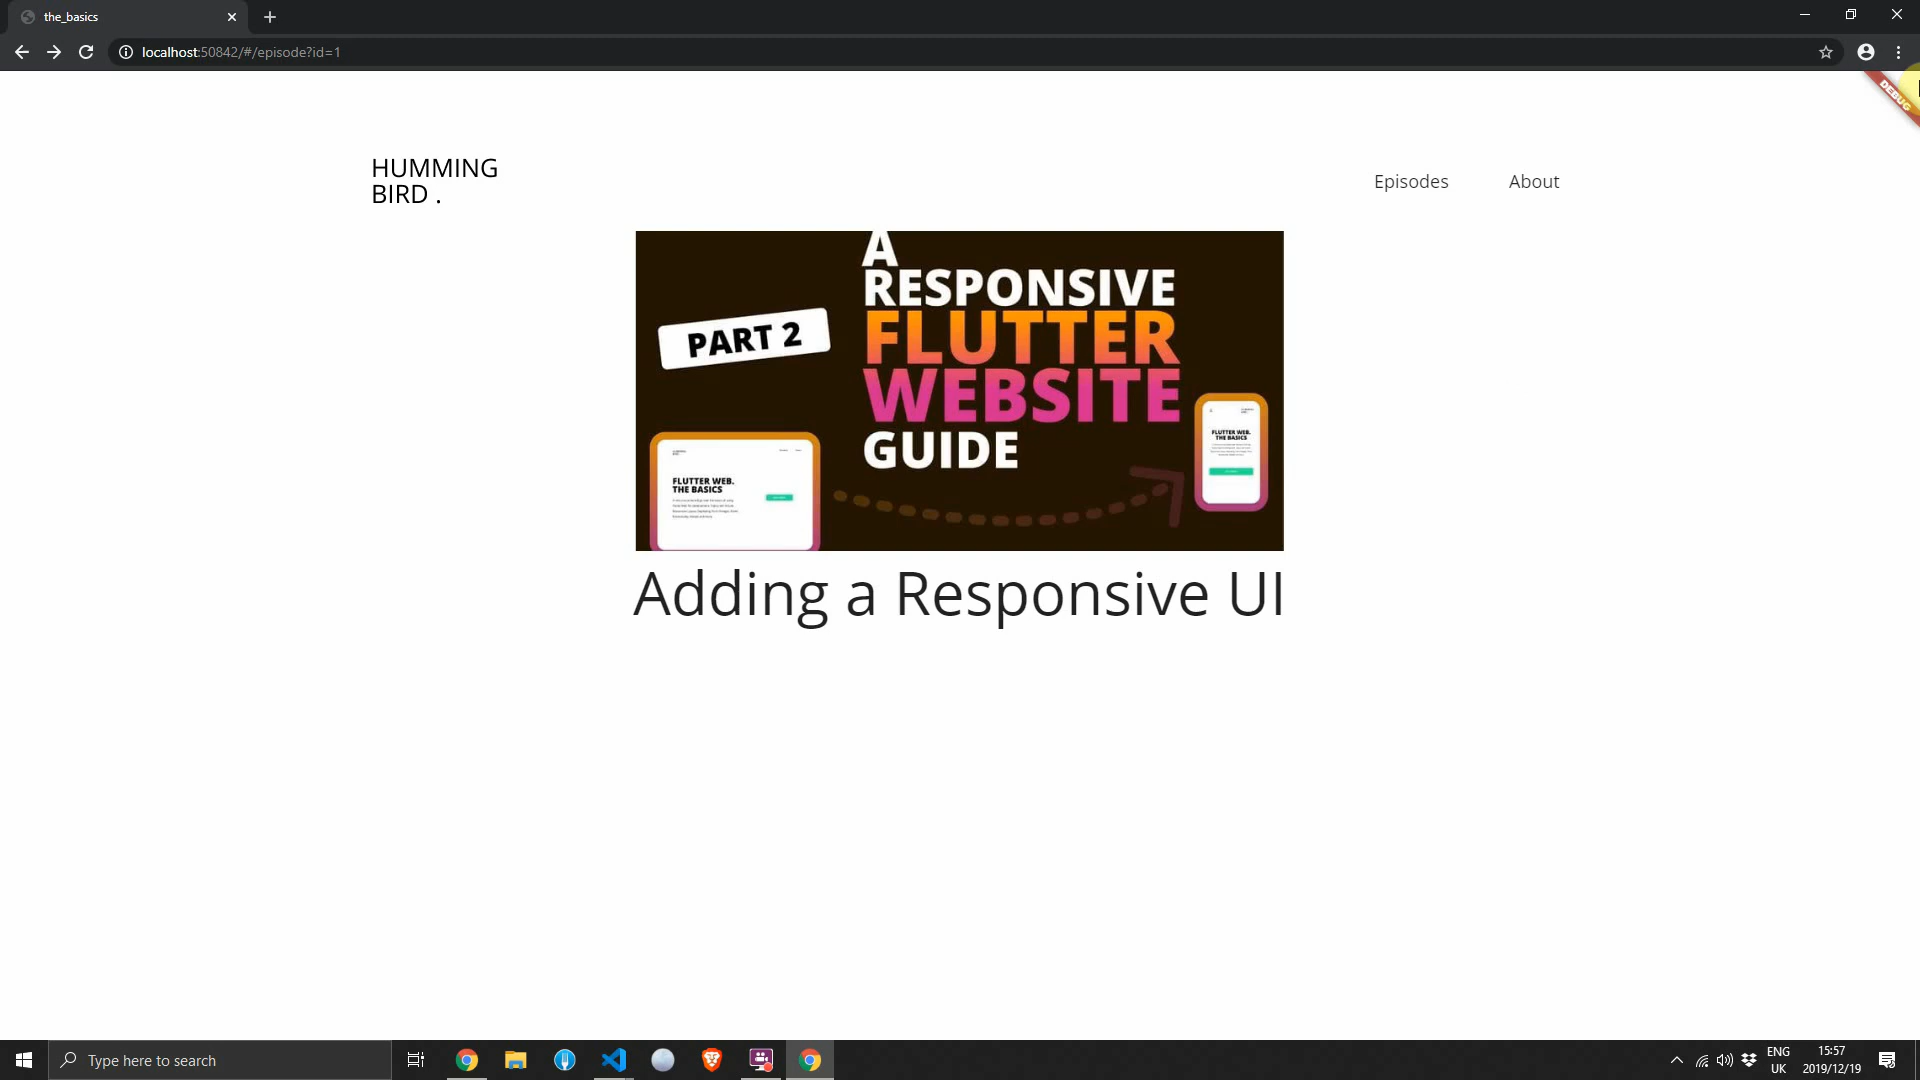 the_basics
localhost:50842/#/episode?id=1
DEBUG
HUMMING
BIRD .
Episodes
About
A
RESPONSIVE
FLUTTER
WEBSITE
GUIDE
PART 2
FLUTTER WEB.
THE BASICS
FLUTTER WEB.
THE BASICS
Adding a Responsive UI
Type here to search
ENG
UK
15:57
2019/12/19